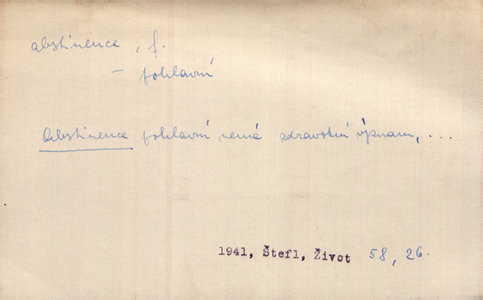 abstinence, f.
– pohlavní
Abstinence pohlavní nemá zdravotní význam, ...
1941, Štefl, Život 58, 26.